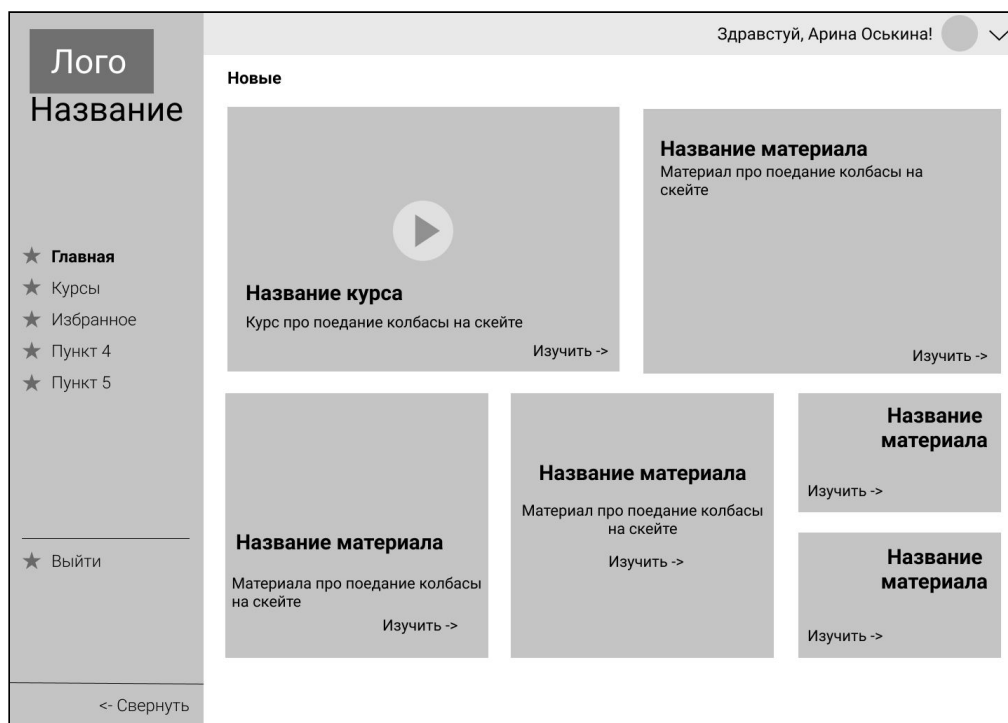 Лого
Название
Главная
Курсы
Избранное
Пункт 4
Пункт 5
Выйти
<- Свернуть
Здравстуй, Арина Оськина!
Новые
Название курса
Курс про поедание колбасы на скейте
Изучить ->
Название материала
Материал про поедание колбасы на
скейте
Изучить ->
Название материала
Материала про поедание колбасы
на скейте
Изучить ->
Название материала
Материал про поедание колбасы
на скейте
Изучить ->
Название
материала
Изучить ->
Название
материала
Изучить ->